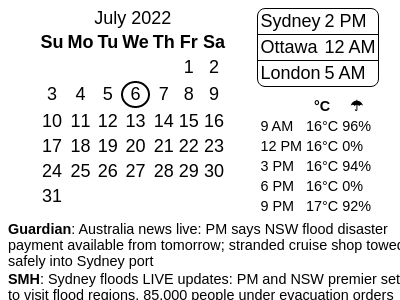 July 2022
Su Mo Tu We Th Fr Sa
1 2
3 4 5 6 7 8 9
10 11 12 13 14 15 16
17 18 19 20 21 22 23
24 25 26 27 28 29 30
31
Sydney 2 PM
Ottawa 12 AM
London 5 AM
°C ☂
9 AM 16°C 96%
12 PM 16°C 0%
3 PM 16°C 94%
6 PM 16°C 0%
9 PM 17°C 92%
Guardian: Australia news live: PM says NSW flood disaster
payment available from tomorrow; stranded cruise shop towed
safely into Sydney port
SMH: Sydney floods LIVE updates: PM and NSW premier set
to visit flood regions, 85,000 people under evacuation orders